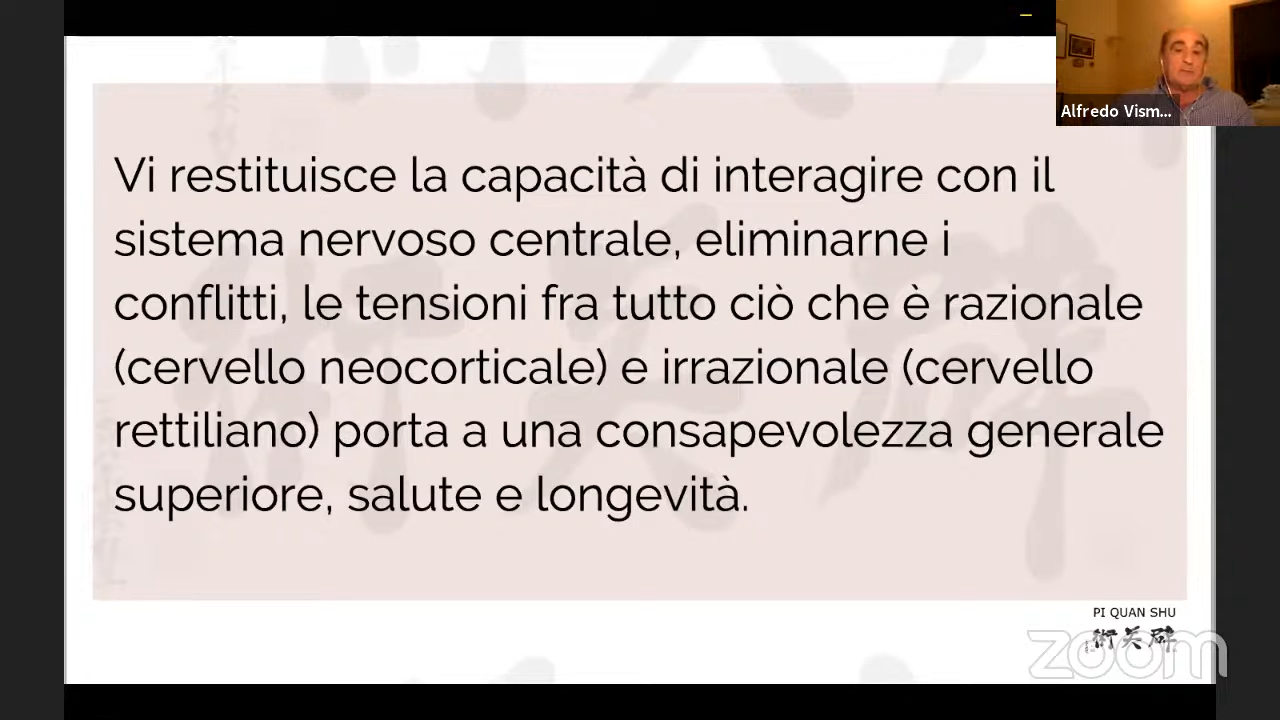 Alfredo Vism...
Vi restituisce la capacità di interagire con il
sistema nervoso centrale, eliminarne i
conflitti, le tensioni fra tutto ciò che è razionale
(cervello neocorticale) e irrazionale (cervello
rettiliano) porta a una consapevolezza generale
superiore, salute e longevità.
PI QUAN SHU
zoom